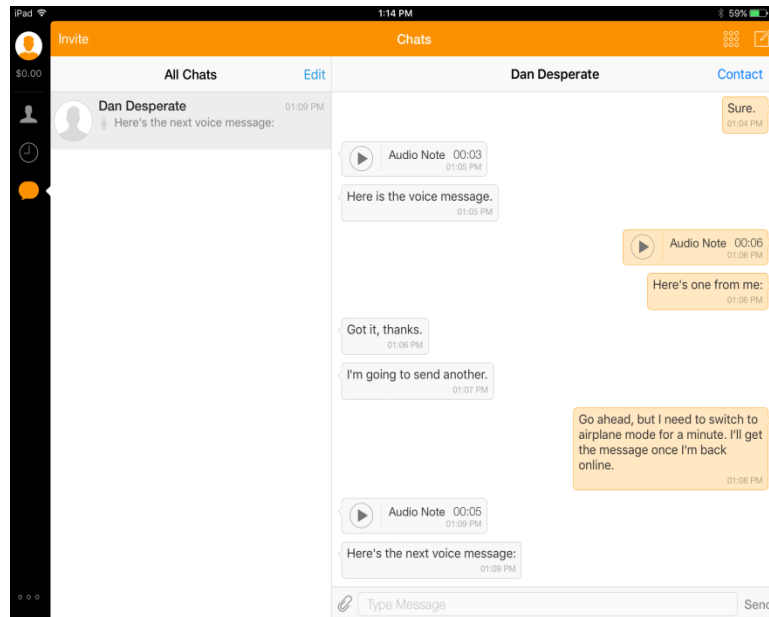 iPad 1:14 PM 59%
Invite Chats
$0.00 All Chats Edit Dan Desperate Contact
Dan Desperate 01:09 PM
Here's the next voice message:
Sure.
01:04 PM
Audio Note 00:03
01:05 PM
Here is the voice message.
01:05 PM
Audio Note 00:06
01:06 PM
Here's one from me:
01:06 PM
Got it, thanks.
01:06 PM
I'm going to send another.
01:07 PM
Go ahead, but I need to switch to
airplane mode for a minute. I'll get
the message once I'm back
online.
01:08 PM
Audio Note 00:05
01:09 PM
Here's the next voice message:
01:09 PM
Type Message Send